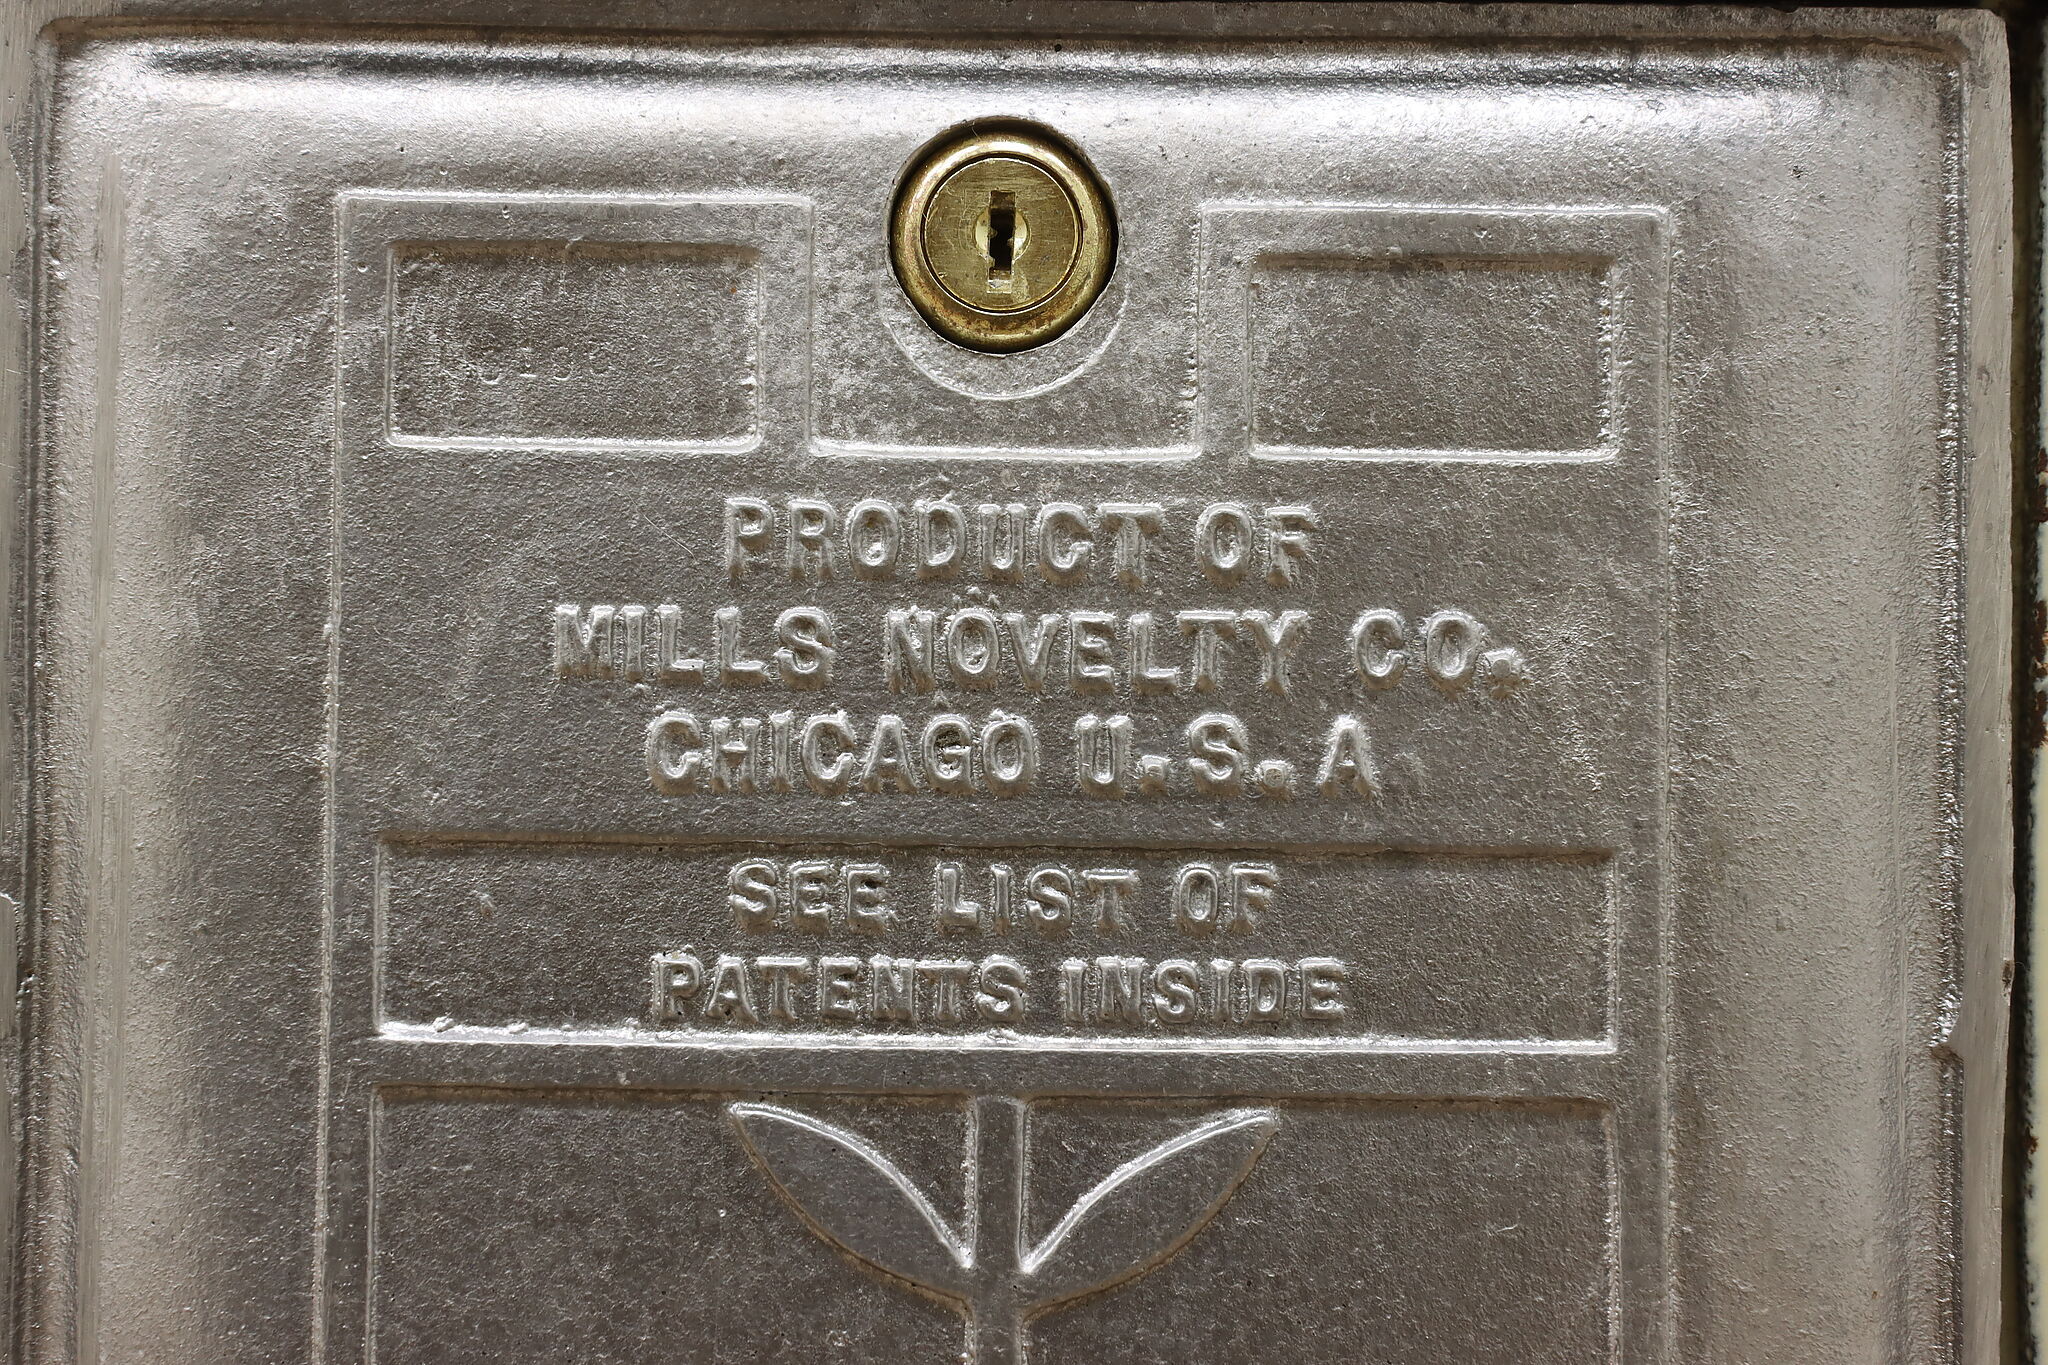 PRODUCT OF
MILLS NOVELTY CO.
CHICAGO U.S.A
SEE LIST OF
PATENTS INSIDE